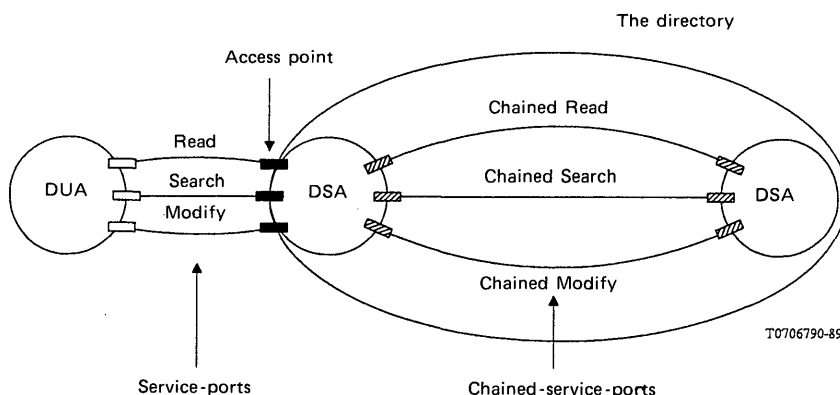 The directory
Access point
Chained Read
Read
DUA
Search
DSA
Chained Search
DSA
Modify
Chained Modify
T0706790-89
Service-ports
Chained-service-ports